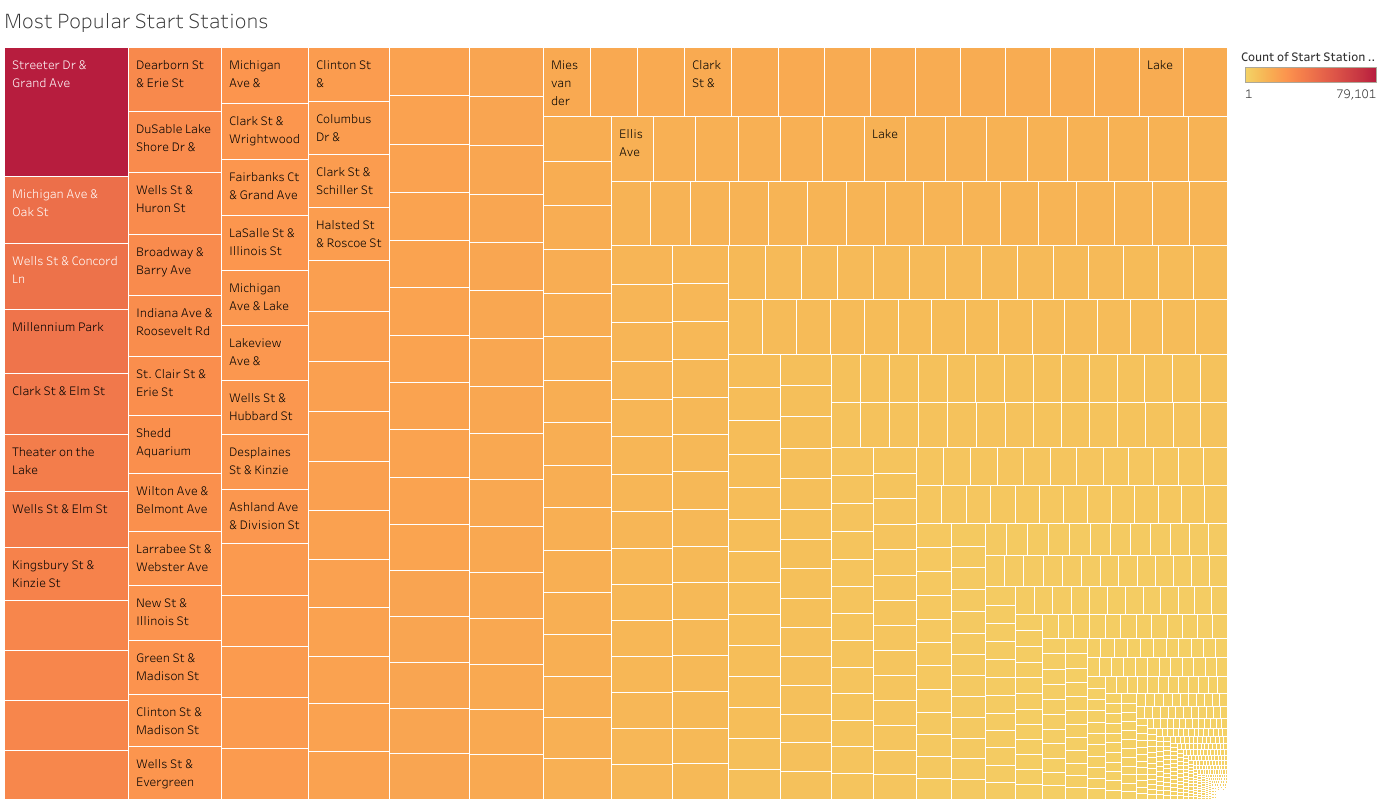 Most Popular Start Stations
Streeter Dr &
Grand Ave
Michigan Ave &
Oak St
Wells St & Concord
Ln
Millennium Park
Clark St & Elm St
Theater on the
Lake
Wells St & Elm St
Kingsbury St &
Kinzie St
Dearborn St
& Erie St
DuSable Lake
Shore Dr &
Wells St &
Huron St
Broadway &
Barry Ave
Indiana Ave &
Roosevelt Rd
St. Clair St &
Erie St
Shedd
Aquarium
Wilton Ave &
Belmont Ave
Larrabee St &
Webster Ave
New St &
Illinois St
Green St &
Madison St
Clinton St &
Madison St
Wells St &
Evergreen
Michigan
Ave &
Clark St &
Wrightwood
Fairbanks Ct
& Grand Ave
LaSalle St &
Illinois St
Michigan
Ave & Lake
Lakeview
Ave &
Wells St &
Hubbard St
Desplaines
St & Kinzie
Ashland Ave
& Division St
Clinton St
&
Columbus
Dr &
Clark St &
Schiller St
Halsted St
& Roscoe St
Mies
van
der
Clark
St &
Lake
Ellis
Ave
Lake
Count of Start Station ..
1
79,101